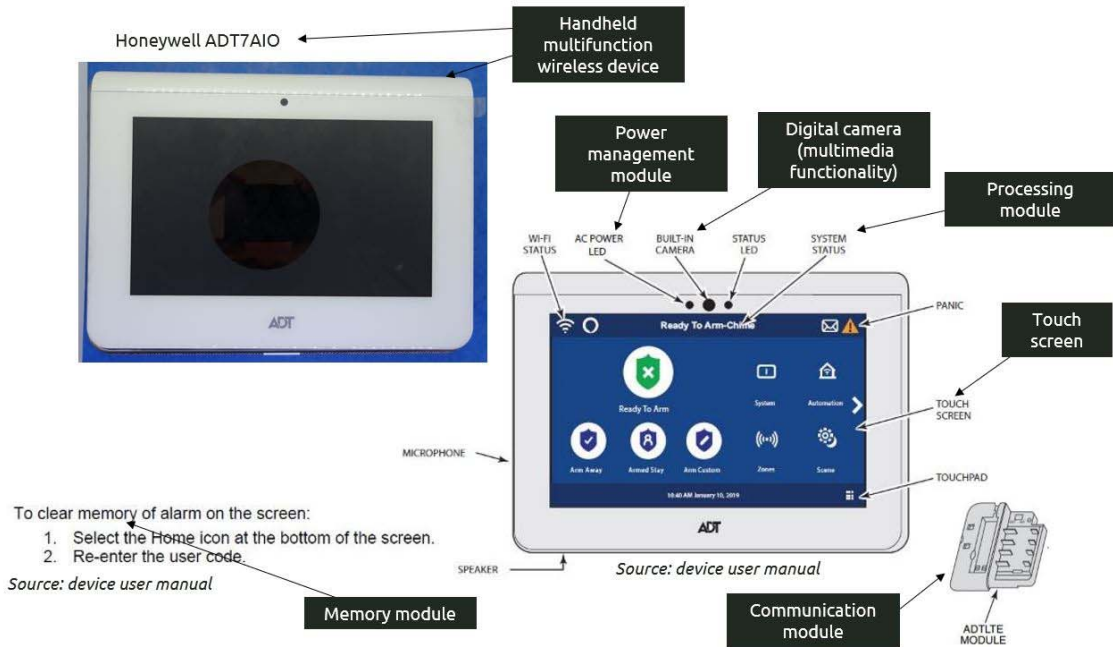 Honeywell ADT7AIO
Handheld
multifunction
wireless device
ADT
Power
management
module
Digital camera
(multimedia
functionality)
Processing
module
WI-FI
STATUS
AC POWER
LED
BUILT-IN
CAMERA
STATUS
LED
SYSTEM
STATUS
PANIC
Touch
screen
TOUCH
SCREEN
TOUCHPAD
MICROPHONE
SPEAKER
Ready To Arm-Chime
Ready To Arm
System
Automation
Arm Away
Armed Stay
Arm Custom
Zones
Scene
10:40 AM January 10, 2019
ADT
To clear memory of alarm on the screen:
1. Select the Home icon at the bottom of the screen.
2. Re-enter the user code.
Source: device user manual
Source: device user manual
Memory module
Communication
module
ADTLTE
MODULE